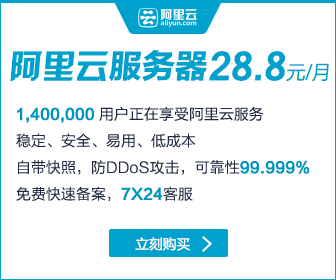 阿里云
aliyun.com
阿里云服务器28.8元/月
1,400,000 用户正在享受阿里云服务
稳定、安全、易用、低成本
自带快照，防DDoS攻击，可靠性99.999%
免费快速备案，7X24客服
立刻购买 >